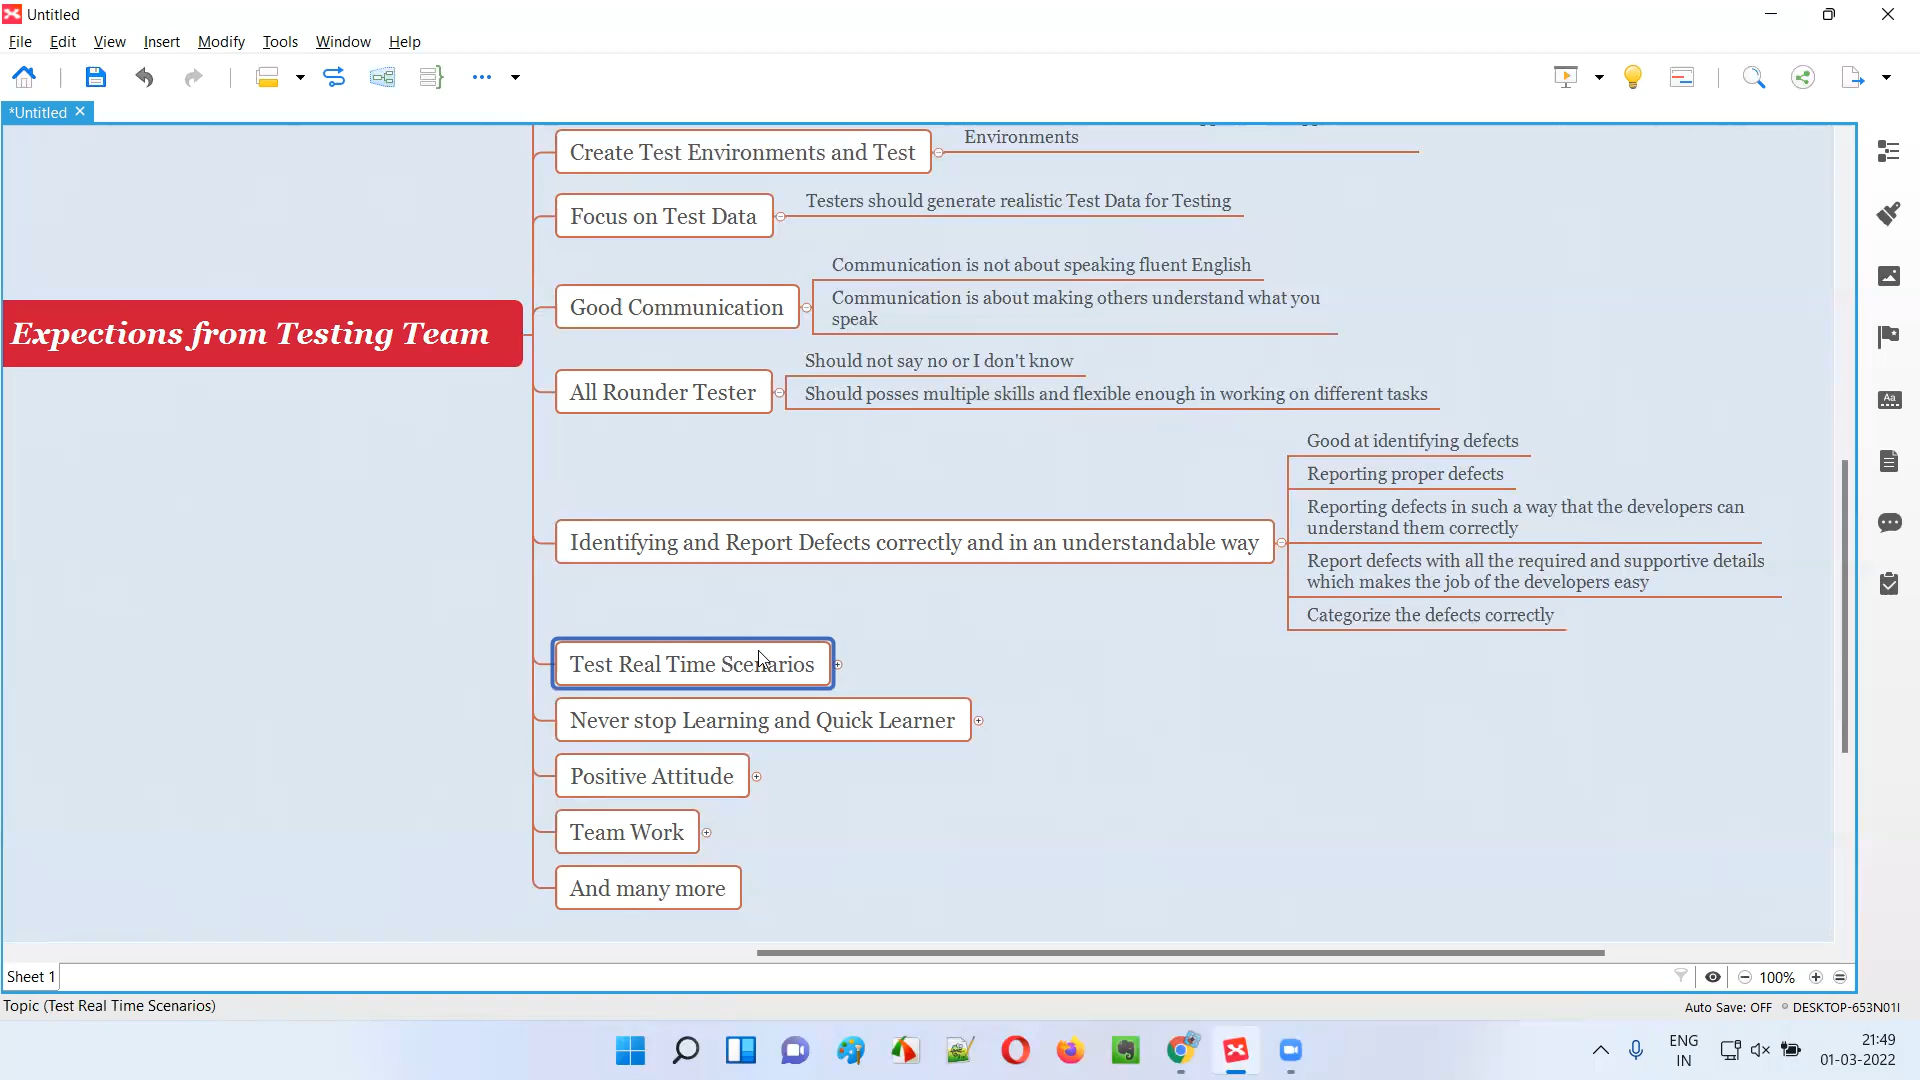 Untitled
File Edit View Insert Modify Tools Window Help
*Untitled
Environments
Create Test Environments and Test
Testers should generate realistic Test Data for Testing
Focus on Test Data
Communication is not about speaking fluent English
Good Communication
Communication is about making others understand what you
speak
Expections from Testing Team
Should not say no or I don't know
All Rounder Tester
Should posses multiple skills and flexible enough in working on different tasks
Good at identifying defects
Reporting proper defects
Reporting defects in such a way that the developers can
understand them correctly
Identifying and Report Defects correctly and in an understandable way
Report defects with all the required and supportive details
which makes the job of the developers easy
Categorize the defects correctly
Test Real Time Scenarios
Never stop Learning and Quick Learner
Positive Attitude
Team Work
And many more
Sheet 1
100%
Topic (Test Real Time Scenarios)
Auto Save: OFF
DESKTOP-653N01I
ENG
IN
21:49
01-03-2022